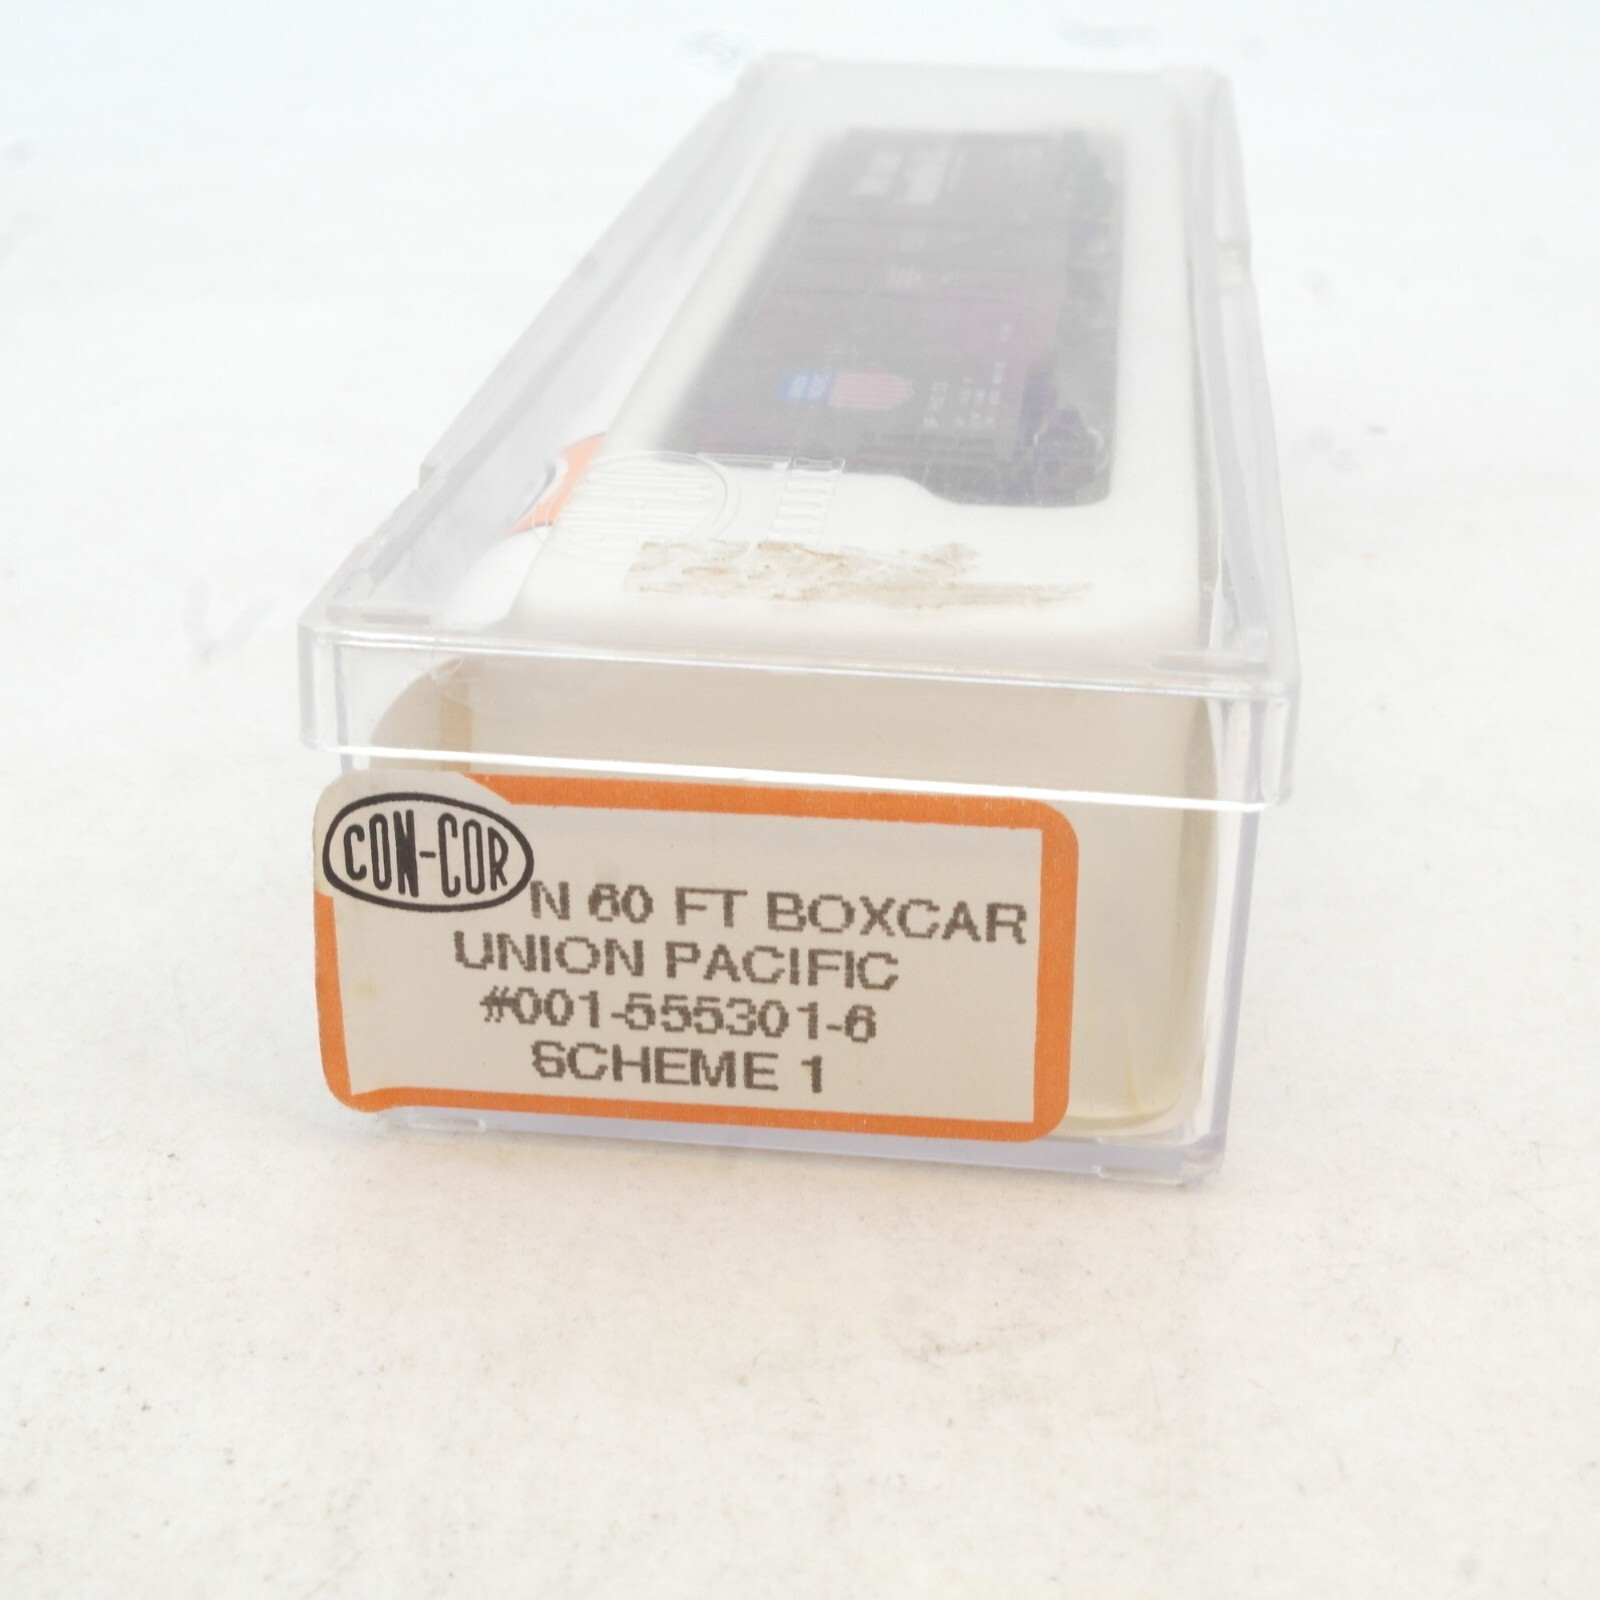 CON-COR
N 60 FT BOXCAR
UNION PACIFIC
#001-555301-6
SCHEME 1